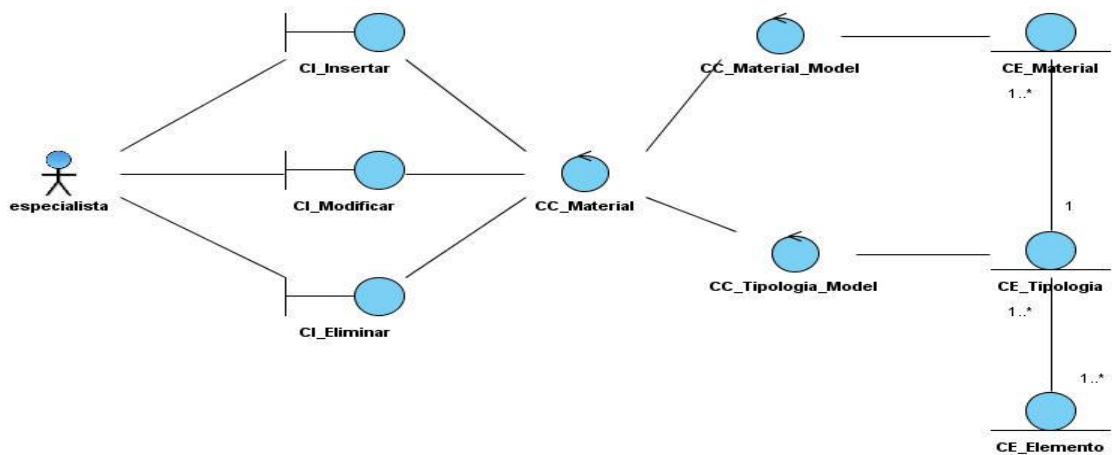 CI_Insertar
CC_Material_Model
CE_Material
1..*
especialista
CI_Modificar
CC_Material
1
CI_Eliminar
CC_Tipologia_Model
CE_Tipologia
1..*
1..*
CE_Elemento